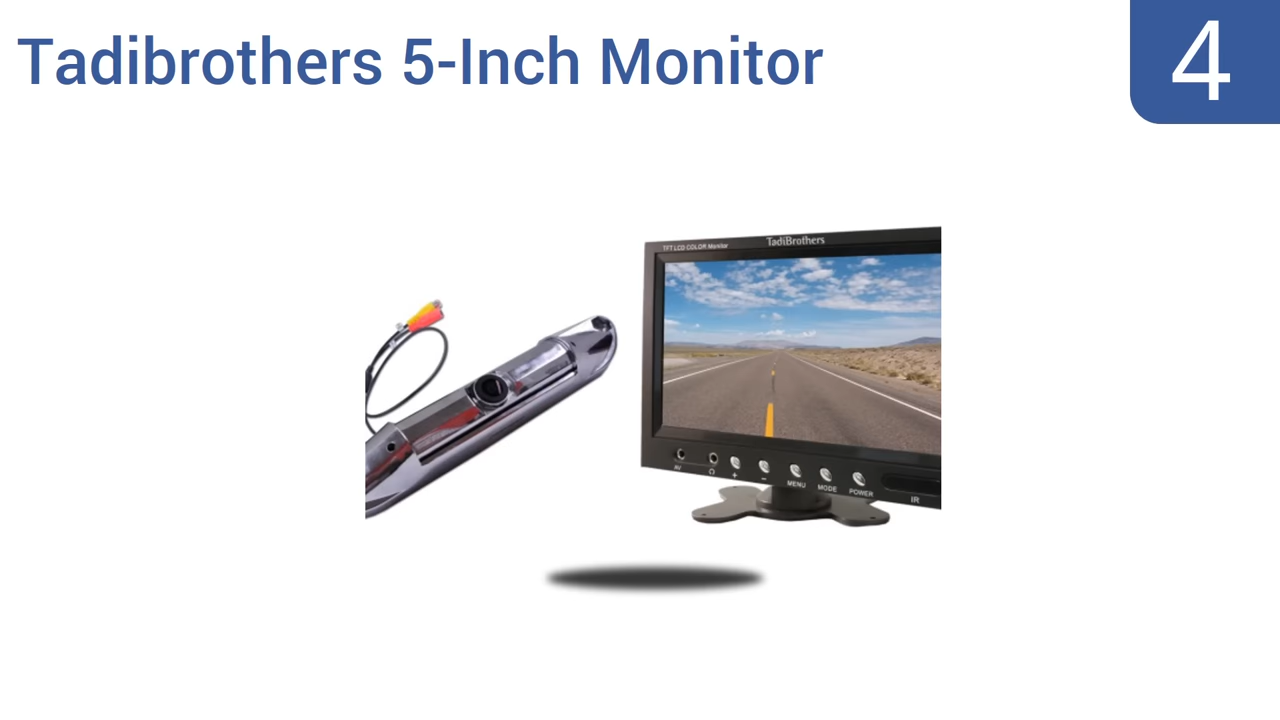 Tadibrothers 5-Inch Monitor
4
TFT LCD COLOR Monitor
TadiBrothers
AV
+
-
MENU
MODE
POWER
IR